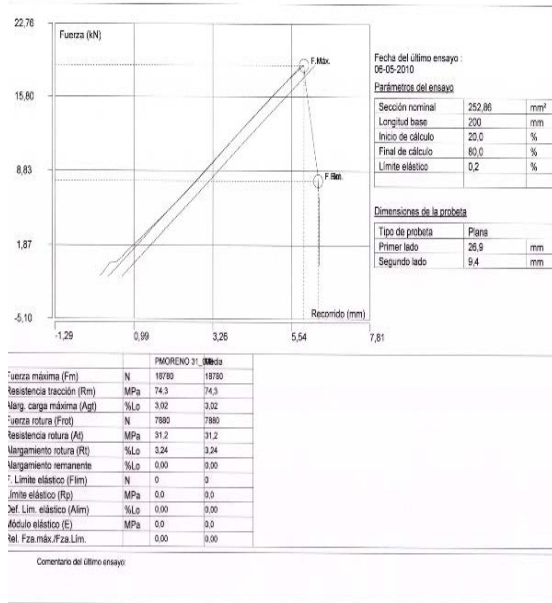 22,76
Fuerza (kN)
F.Máx.
15,80
8,83
1,87
-5,10
Recorrido (mm)
-1,29 0,99 3,26 5,54 7,81
Fecha del último ensayo :
06-05-2010
Parámetros del ensayo
Sección nominal 252,86 mm²
Longitud base 200 mm
Inicio de cálculo 20,0 %
Final de cálculo 60,0 %
Límite elástico 0,2 %
Dimensiones de la probeta
Tipo de probeta Plana
Primer lado 26,9 mm
Segundo lado 9,4 mm
PMORENO 31_
Fuerza máxima (Fm) N 18780 18780
Resistencia tracción (Rm) MPa 74,3 74,3
Alarg. carga máxima (Agt) %Lo 3,02 3,02
Fuerza rotura (Frot) N 7880 7880
Resistencia rotura (At) MPa 31,2 31,2
Alargamiento rotura (Rt) %Lo 3,24 3,24
Alargamiento remanente %Lo 0,00 0,00
F. Límite elástico (Flim) N 0 0
Límite elástico (Rp) MPa 0,0 0,0
Def. Lim. elástico (Alim) %Lo 0,00 0,00
Módulo elástico (E) MPa 0,0 0,0
Rel. Fza.máx./Fza.Lim. 0,00 0,00
Comentario del último ensayo: